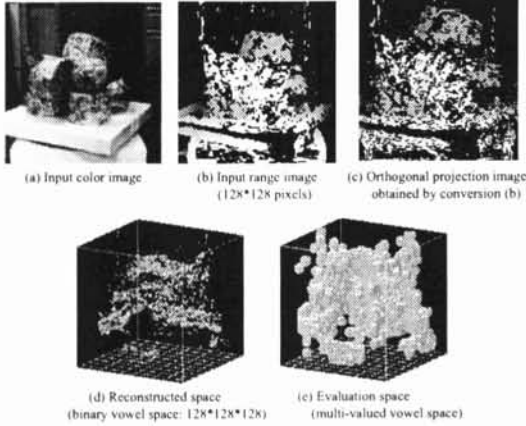 (a) Input color image
(b) Input range image
(128*128 pixels)
(c) Orthogonal projection image
obtained by conversion (b)
(d) Reconstructed space
(binary vowel space: 128*128*128)
(e) Evaluation space
(multi-valued vowel space)